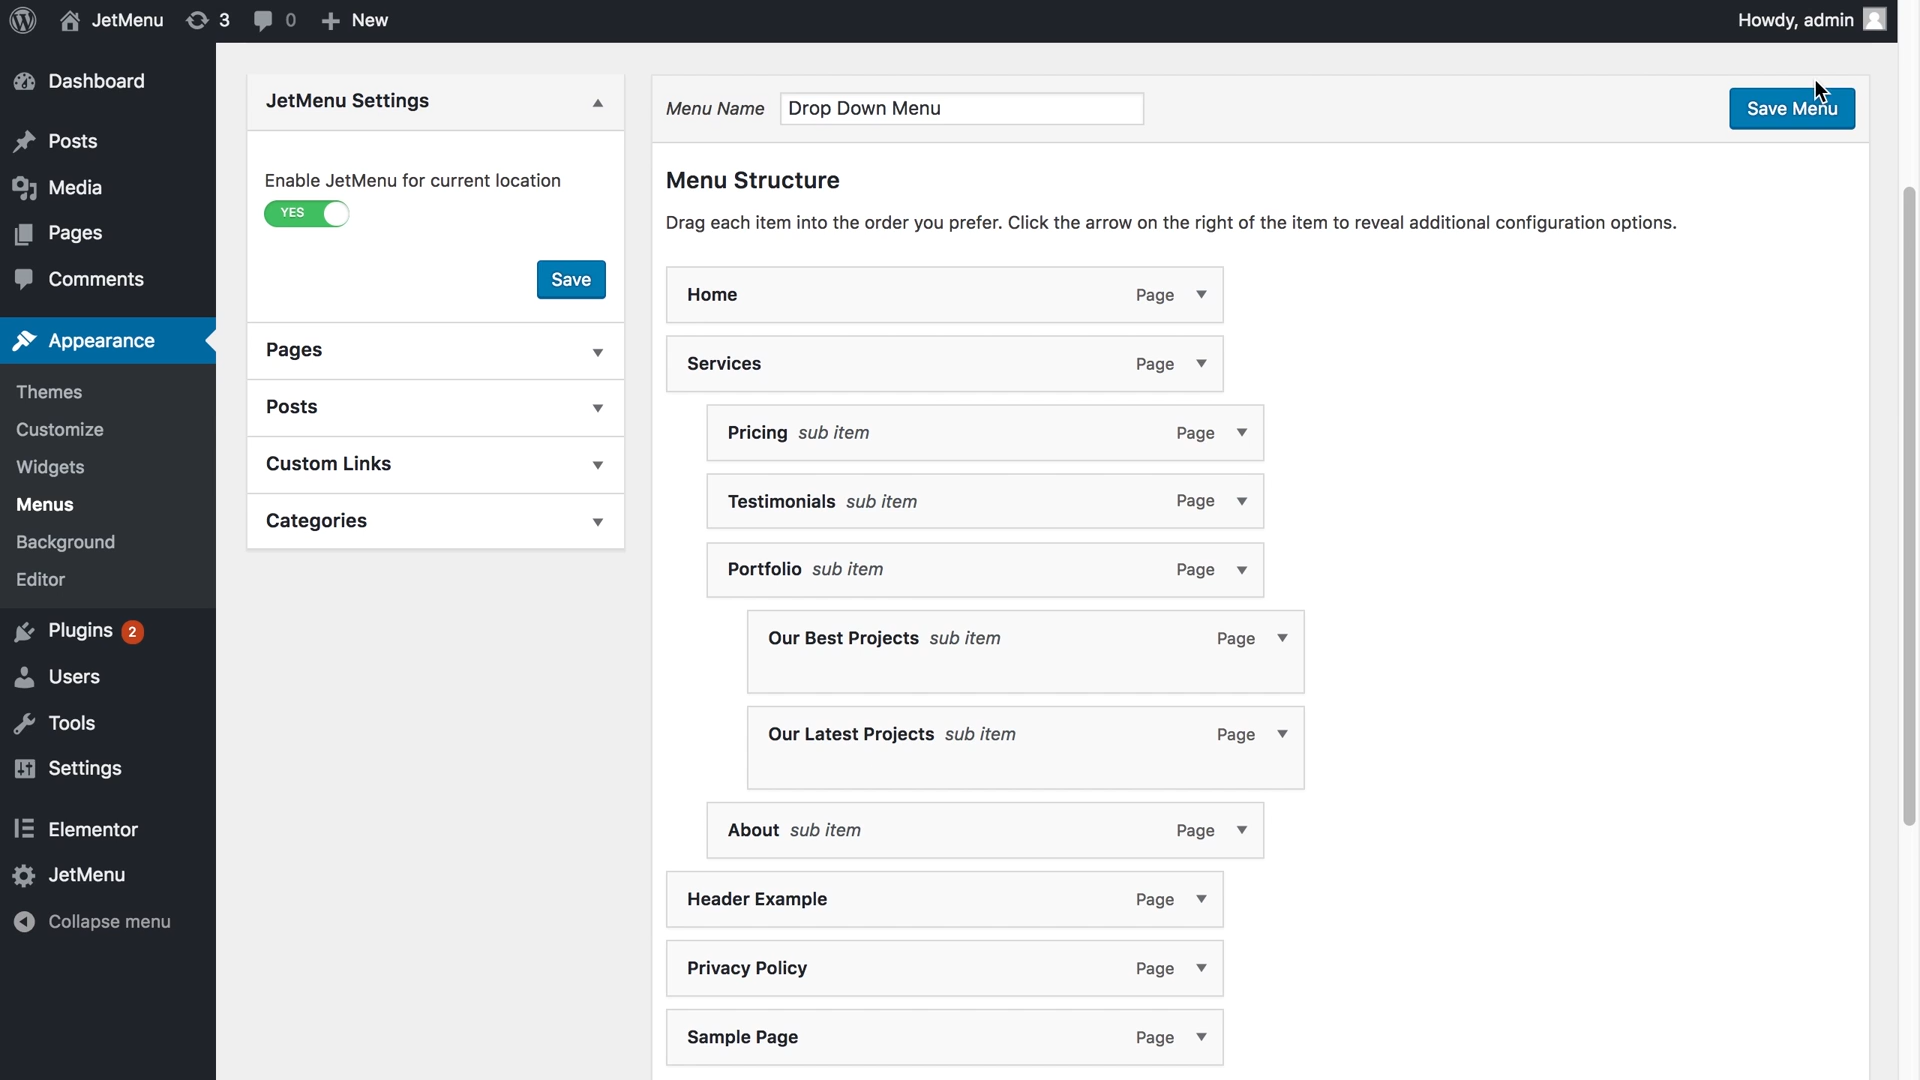 JetMenu 3 0 New Howdy, admin
Dashboard
Posts
Media
Pages
Comments
Appearance
Themes
Customize
Widgets
Menus
Background
Editor
Plugins 2
Users
Tools
Settings
Elementor
JetMenu
Collapse menu
JetMenu Settings
Enable JetMenu for current location
YES
Save
Pages
Posts
Custom Links
Categories
Menu Name Drop Down Menu Save Menu
Menu Structure
Drag each item into the order you prefer. Click the arrow on the right of the item to reveal additional configuration options.
Home Page
Services Page
Pricing sub item Page
Testimonials sub item Page
Portfolio sub item Page
Our Best Projects sub item Page
Our Latest Projects sub item Page
About sub item Page
Header Example Page
Privacy Policy Page
Sample Page Page